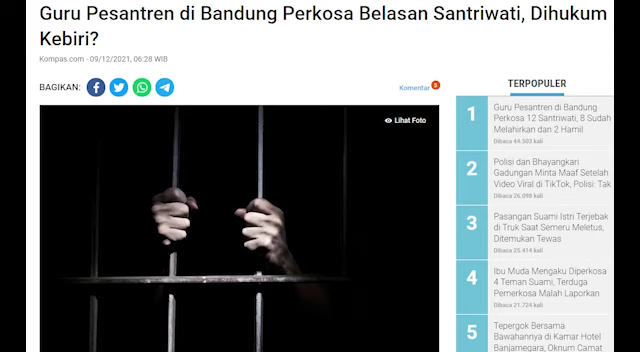 Guru Pesantren di Bandung Perkosa Belasan Santriwati, Dihukum
Kebiri?
Kompas.com - 09/12/2021, 06:28 WIB
BAGIKAN:
Komentar
5
Lihat Foto
TERPOPULER
1
Guru Pesantren di Bandung
Perkosa 12 Santriwati, 8 Sudah
Melahirkan dan 2 Hamil
Dibaca 44.503 kali
2
Polisi dan Bhayangkari
Gadungan Minta Maaf Setelah
Video Viral di TikTok, Polisi: Tak
Dibaca 26.098 kali
3
Pasangan Suami Istri Terjebak
di Truk Saat Semeru Meletus,
Ditemukan Tewas
Dibaca 25.414 kali
4
Ibu Muda Mengaku Diperkosa
4 Teman Suami, Terduga
Pemerkosa Malah Laporkan
Dibaca 21.724 kali
5
Tepergok Bersama
Bawahannya di Kamar Hotel
Banjarnegara, Oknum Camat